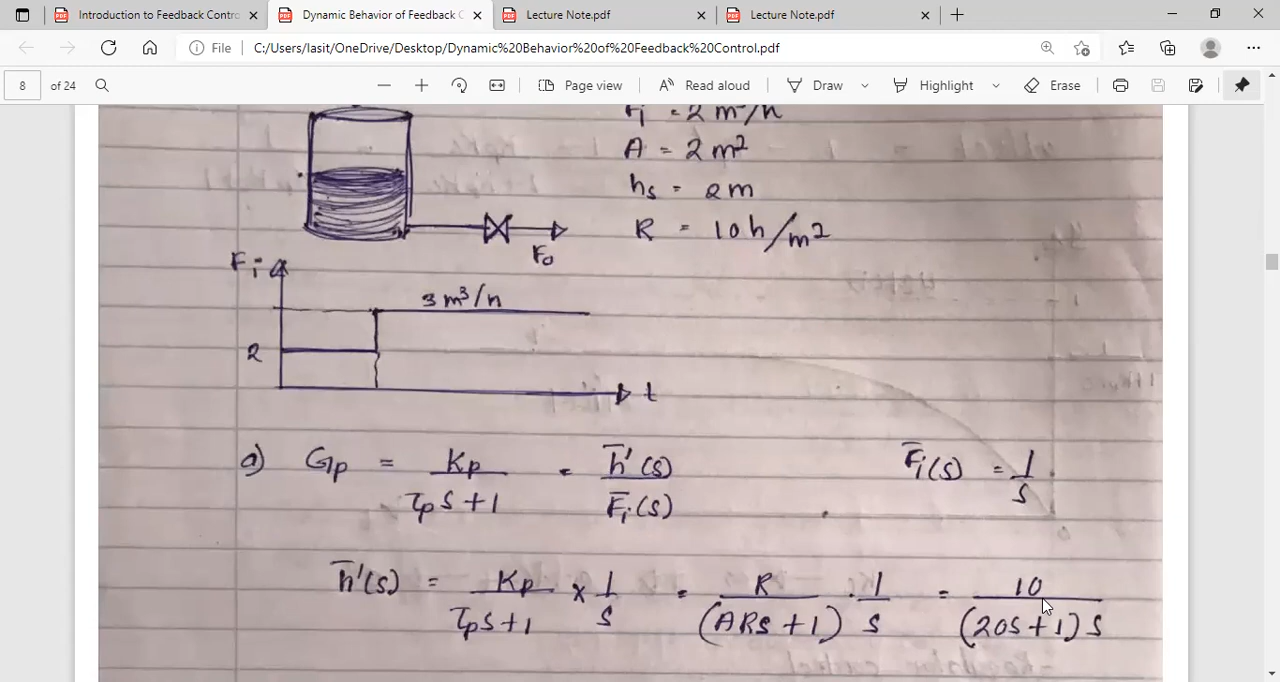 Introduction to Feedback Contro
Dynamic Behavior of Feedback C
Lecture Note.pdf
Lecture Note.pdf
File
C:/Users/lasit/OneDrive/Desktop/Dynamic%20Behavior%20of%20Feedback%20Control.pdf
8 of 24
Page view
Read aloud
Draw
Highlight
Erase
Fi = 2 m³/h
A = 2 m²
hs = 2m
R = 10 h/m²
Fo
Fi
3 m³/h
2
t
a) Gp = Kp / (τp s + 1) = h̄'(s) / F̄i(s)
F̄i(s) = 1/s
h̄'(s) = Kp / (τp s + 1) × 1/s = R / (ARs + 1) · 1/s = 10 / (20s + 1) s